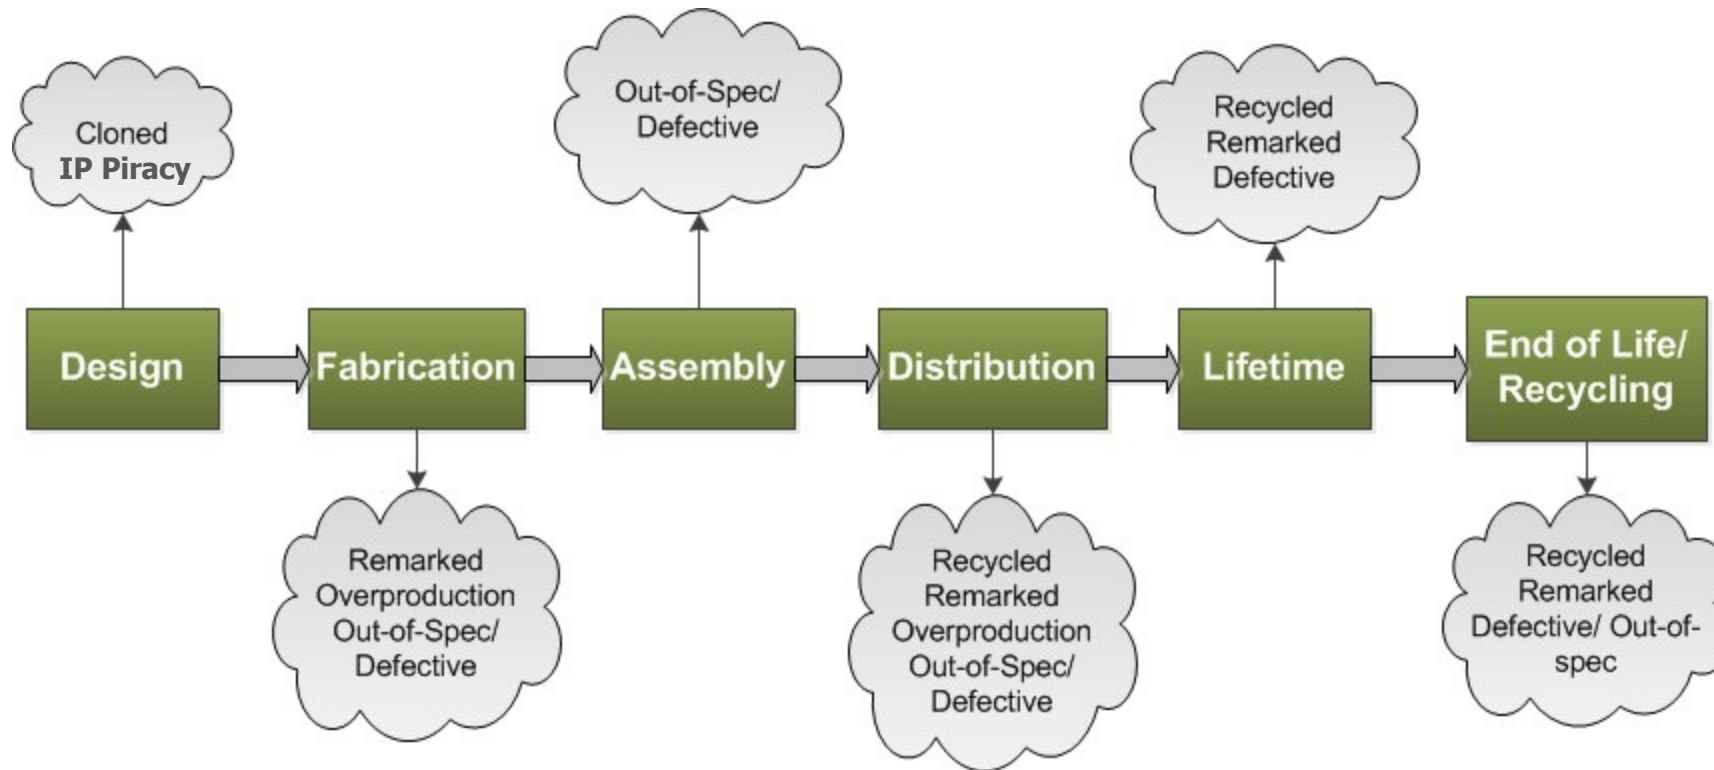 Cloned
IP Piracy
Out-of-Spec/
Defective
Recycled
Remarked
Defective
Design
Fabrication
Assembly
Distribution
Lifetime
End of Life/
Recycling
Remarked
Overproduction
Out-of-Spec/
Defective
Recycled
Remarked
Overproduction
Out-of-Spec/
Defective
Recycled
Remarked
Defective/ Out-of-
spec